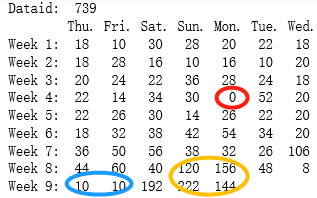 Dataid: 739
Thu. Fri. Sat. Sun. Mon. Tue. Wed.
Week 1: 18 10 30 28 20 22 18
Week 2: 18 28 16 10 16 10 20
Week 3: 20 24 22 36 28 24 18
Week 4: 22 14 34 30 0 52 20
Week 5: 22 26 30 14 26 22 20
Week 6: 18 32 38 42 54 34 20
Week 7: 36 50 56 38 32 26 106
Week 8: 44 60 40 120 156 48 8
Week 9: 10 10 192 222 144